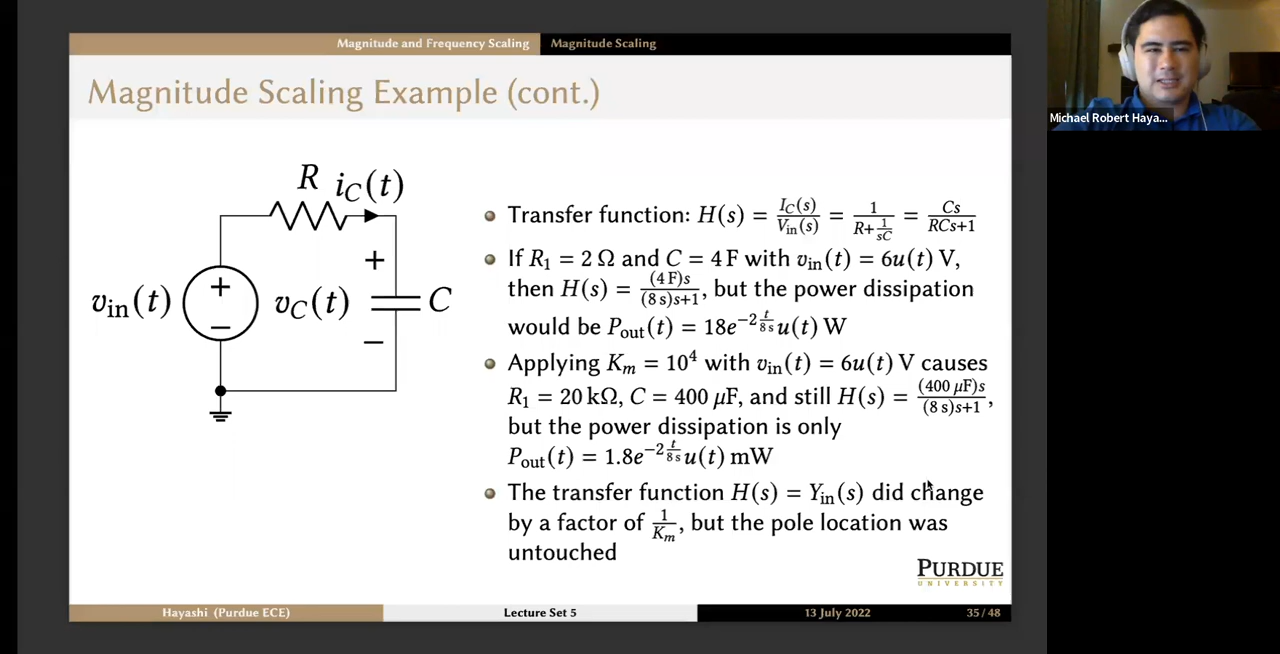 Magnitude and Frequency Scaling Magnitude Scaling
Magnitude Scaling Example (cont.)
R i_C(t)
+
v_in(t) + − v_C(t) C
−
Transfer function: H(s) = I_C(s)/V_in(s) = 1/(R+1/(sC)) = Cs/(RCs+1)
If R₁ = 2 Ω and C = 4 F with v_in(t) = 6u(t) V,
then H(s) = (4 F)s/((8 s)s+1), but the power dissipation
would be P_out(t) = 18e^(−2 t/(8 s)) u(t) W
Applying K_m = 10⁴ with v_in(t) = 6u(t) V causes
R₁ = 20 kΩ, C = 400 µF, and still H(s) = (400 µF)s/((8 s)s+1),
but the power dissipation is only
P_out(t) = 1.8e^(−2 t/(8 s)) u(t) mW
The transfer function H(s) = Y_in(s) did change
by a factor of 1/K_m, but the pole location was
untouched
PURDUE
UNIVERSITY
Hayashi (Purdue ECE) Lecture Set 5 13 July 2022 35 / 48
Michael Robert Haya...